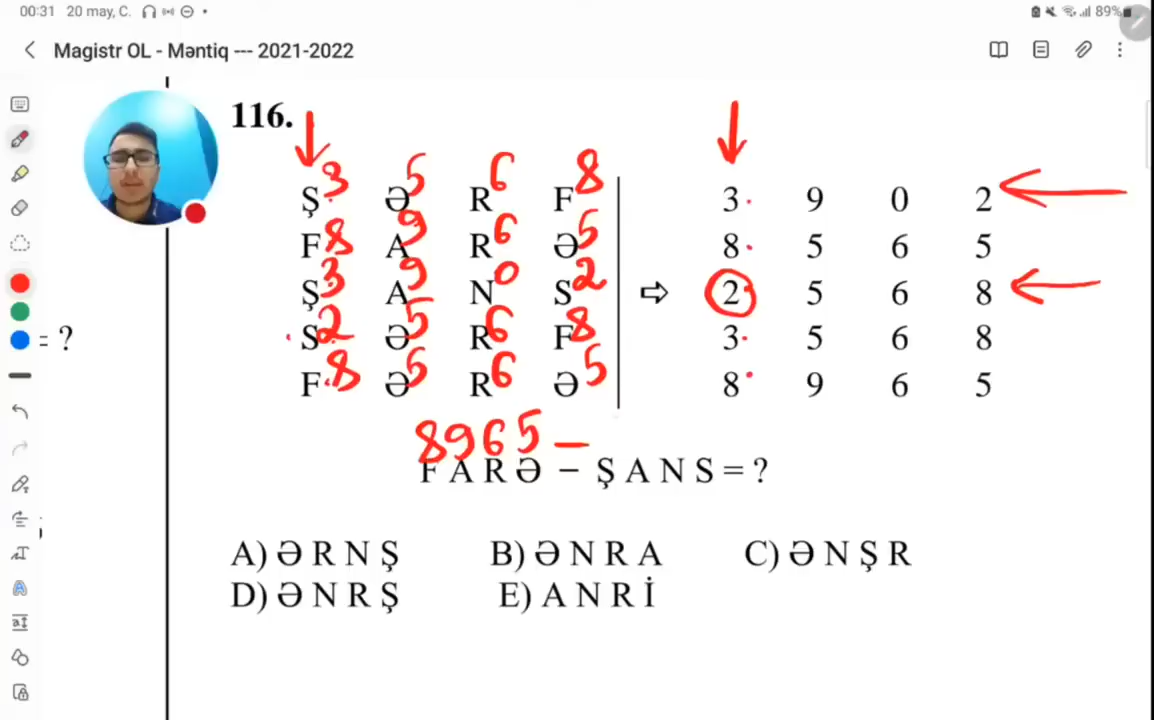 00:31 20 may, C. 89%
Magistr OL - Məntiq --- 2021-2022
116.
Ş 3 Ə 5 R 6 F 8 3 9 0 2
F 8 A 9 R 6 Ə 5 8 5 6 5
Ş 3 A 9 N 0 S 2 ⇨ 2 5 6 8
S 2 Ə 5 R 6 F 8 3 5 6 8
F 8 Ə 5 R 6 Ə 5 8 9 6 5
= ?
8965 –
F A R Ə – Ş A N S = ?
A) Ə R N Ş B) Ə N R A C) Ə N Ş R
D) Ə N R Ş E) A N R İ